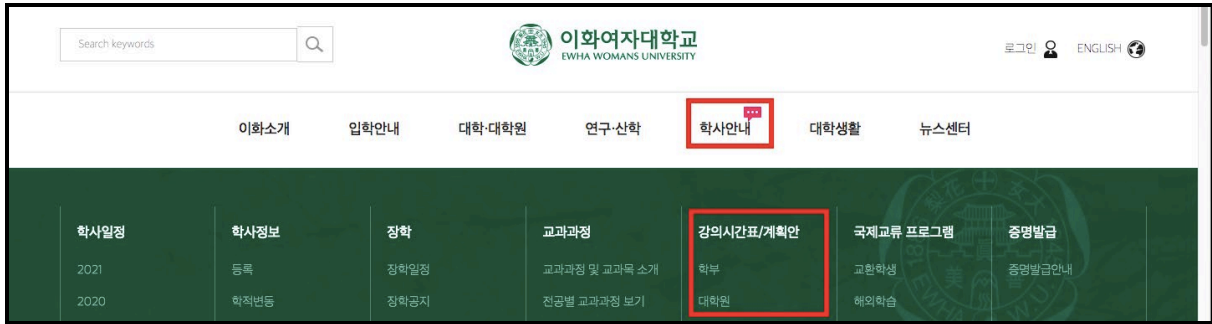 Search keywords
이화여자대학교
EWHA WOMANS UNIVERSITY
로그인 ENGLISH
이화소개 입학안내 대학·대학원 연구·산학 학사안내 대학생활 뉴스센터
학사일정 학사정보 장학 교과과정 강의시간표/계획안 국제교류 프로그램 증명발급
2021 등록 장학일정 교과과정 및 교과목 소개 학부 교환학생 증명발급안내
2020 학적변동 장학공지 전공별 교과과정 보기 대학원 해외학습